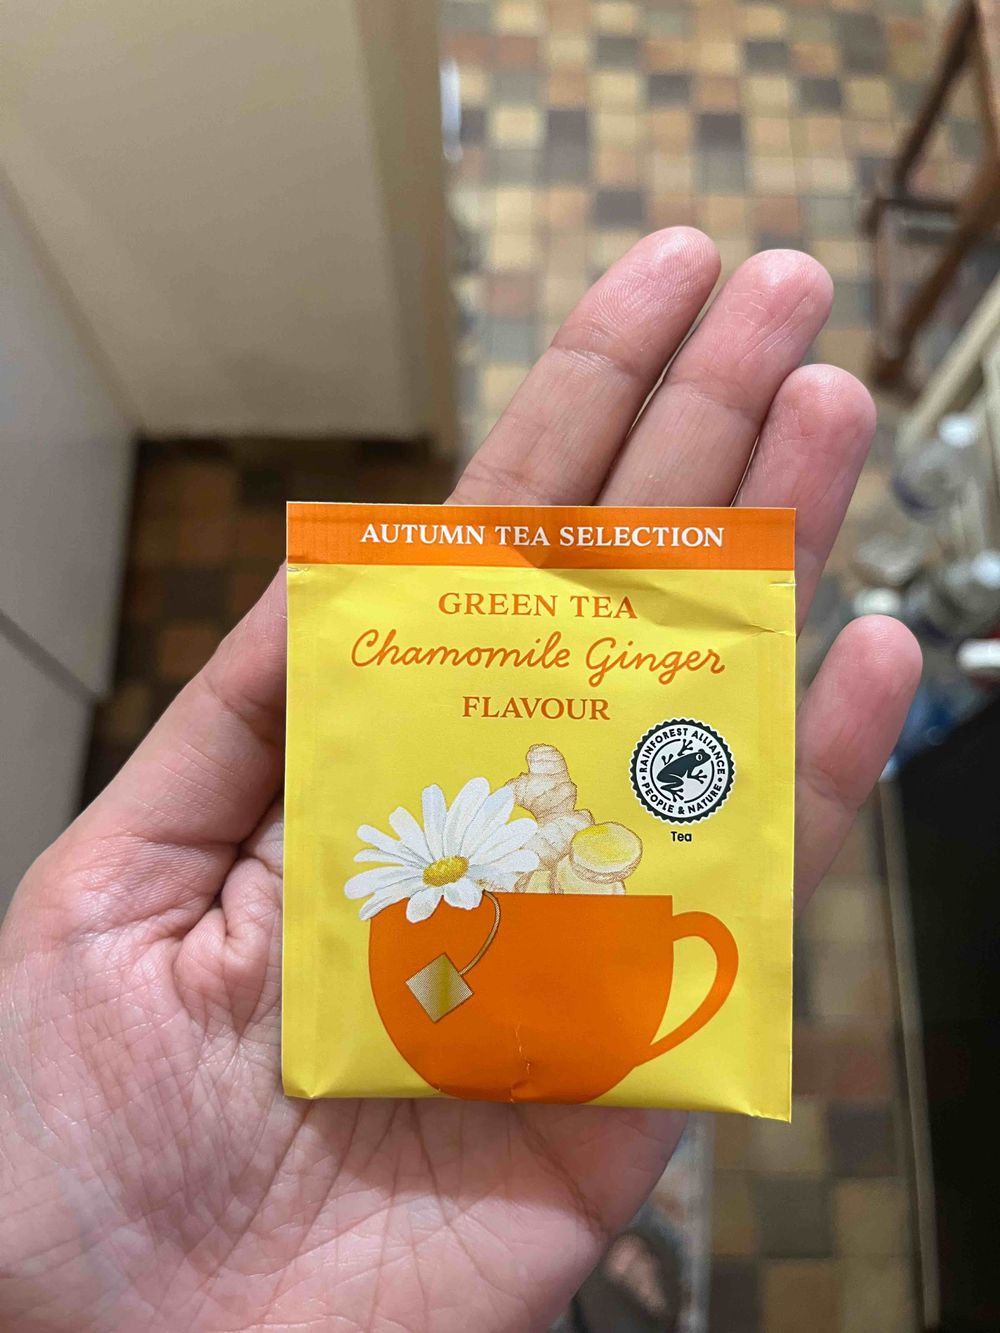 AUTUMN TEA SELECTION
GREEN TEA
Chamomile Ginger
FLAVOUR
RAINFOREST ALLIANCE
PEOPLE & NATURE
Tea